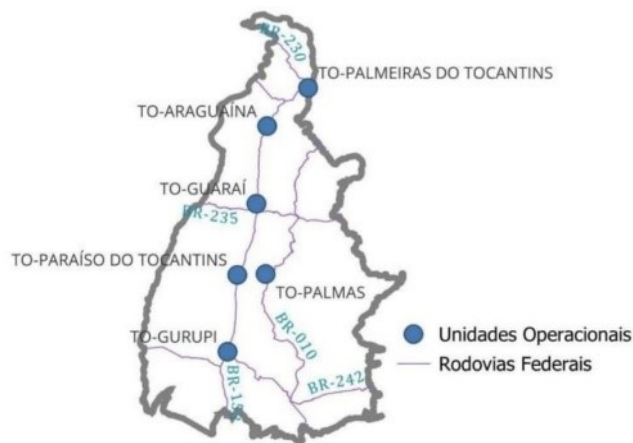 BR-230
TO-PALMEIRAS DO TOCANTINS
TO-ARAGUAÍNA
TO-GUARAÍ
BR-235
TO-PARAÍSO DO TOCANTINS
TO-PALMAS
TO-GURUPI
BR-010
Unidades Operacionais
Rodovias Federais
BR-242